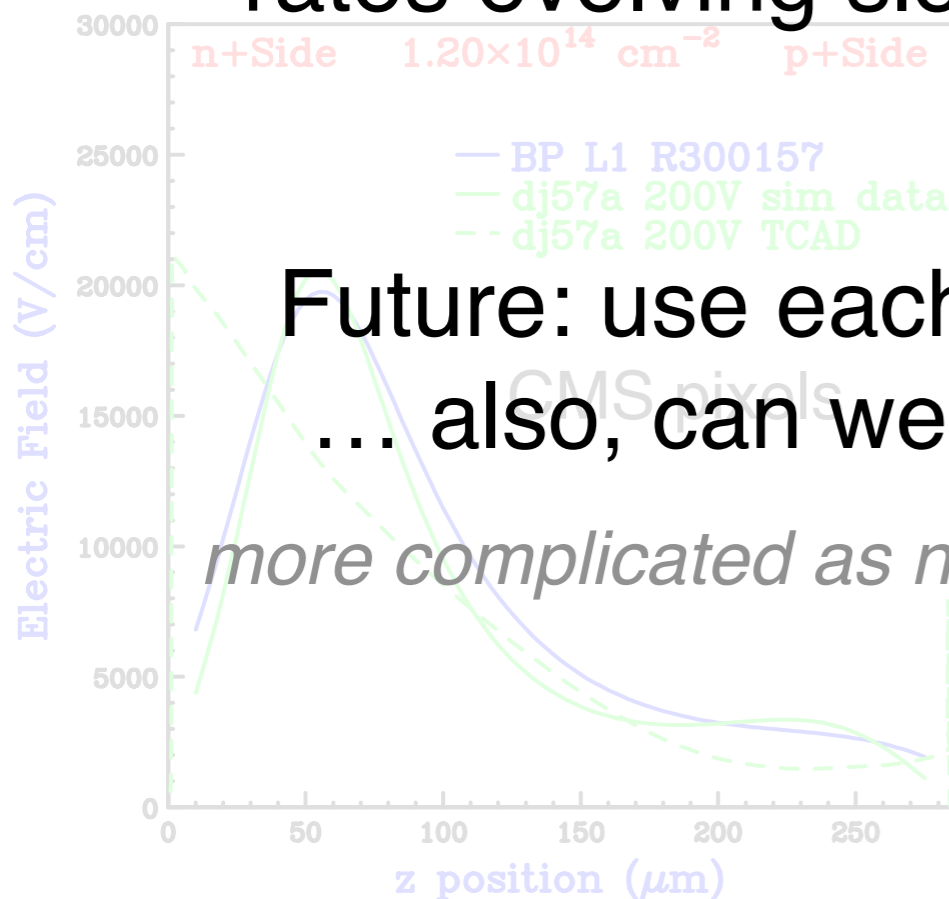 rates evolving
30000
n+Side 1.20×10¹⁴ cm⁻² p+Side
25000
BP L1 R300157
dj57a 200V sim data
dj57a 200V TCAD
20000
Future: use each
CMS pixels
15000
… also, can we
10000
more complicated as
5000
0
0 50 100 150 200 250
z position (μm)
Electric Field (V/cm)